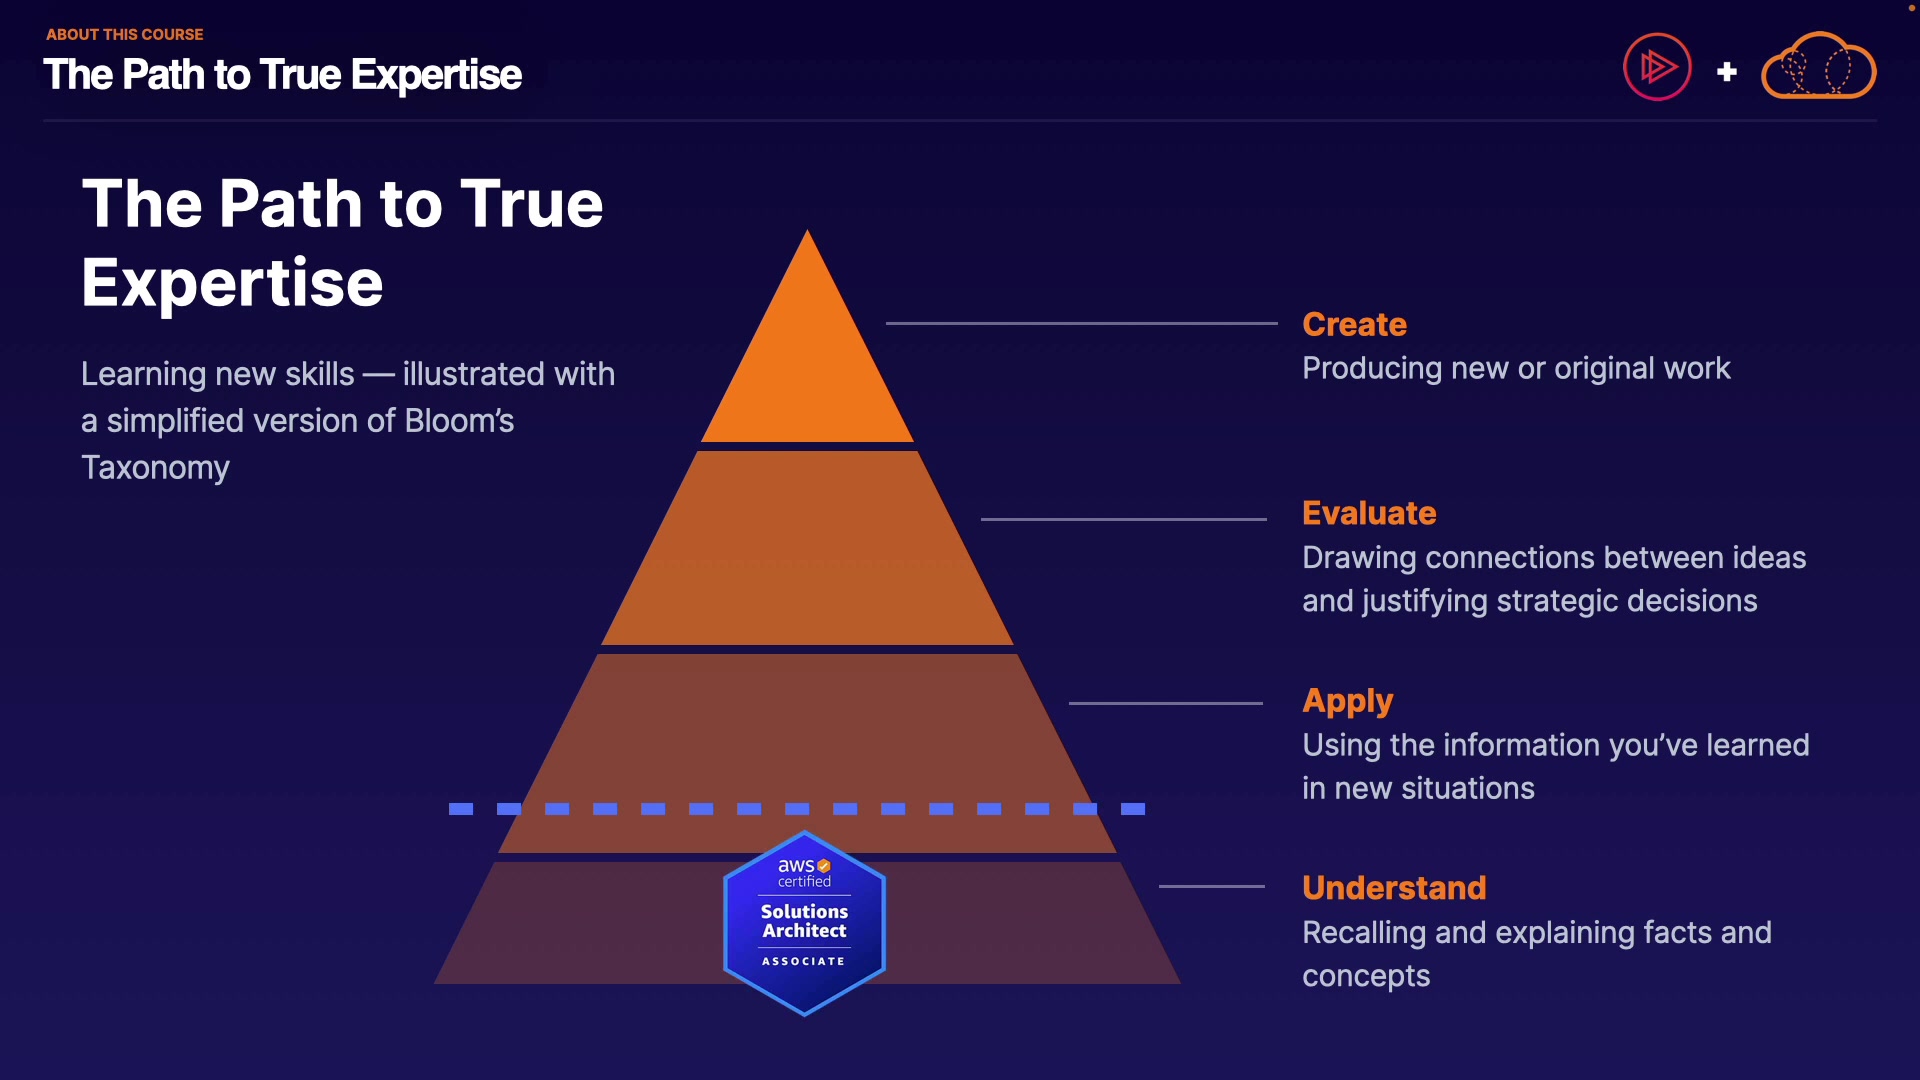 ABOUT THIS COURSE
The Path to True Expertise
+
The Path to True
Expertise
Learning new skills — illustrated with
a simplified version of Bloom’s
Taxonomy
Create
Producing new or original work
Evaluate
Drawing connections between ideas
and justifying strategic decisions
Apply
Using the information you’ve learned
in new situations
Understand
Recalling and explaining facts and
concepts
aws
certified
Solutions
Architect
ASSOCIATE